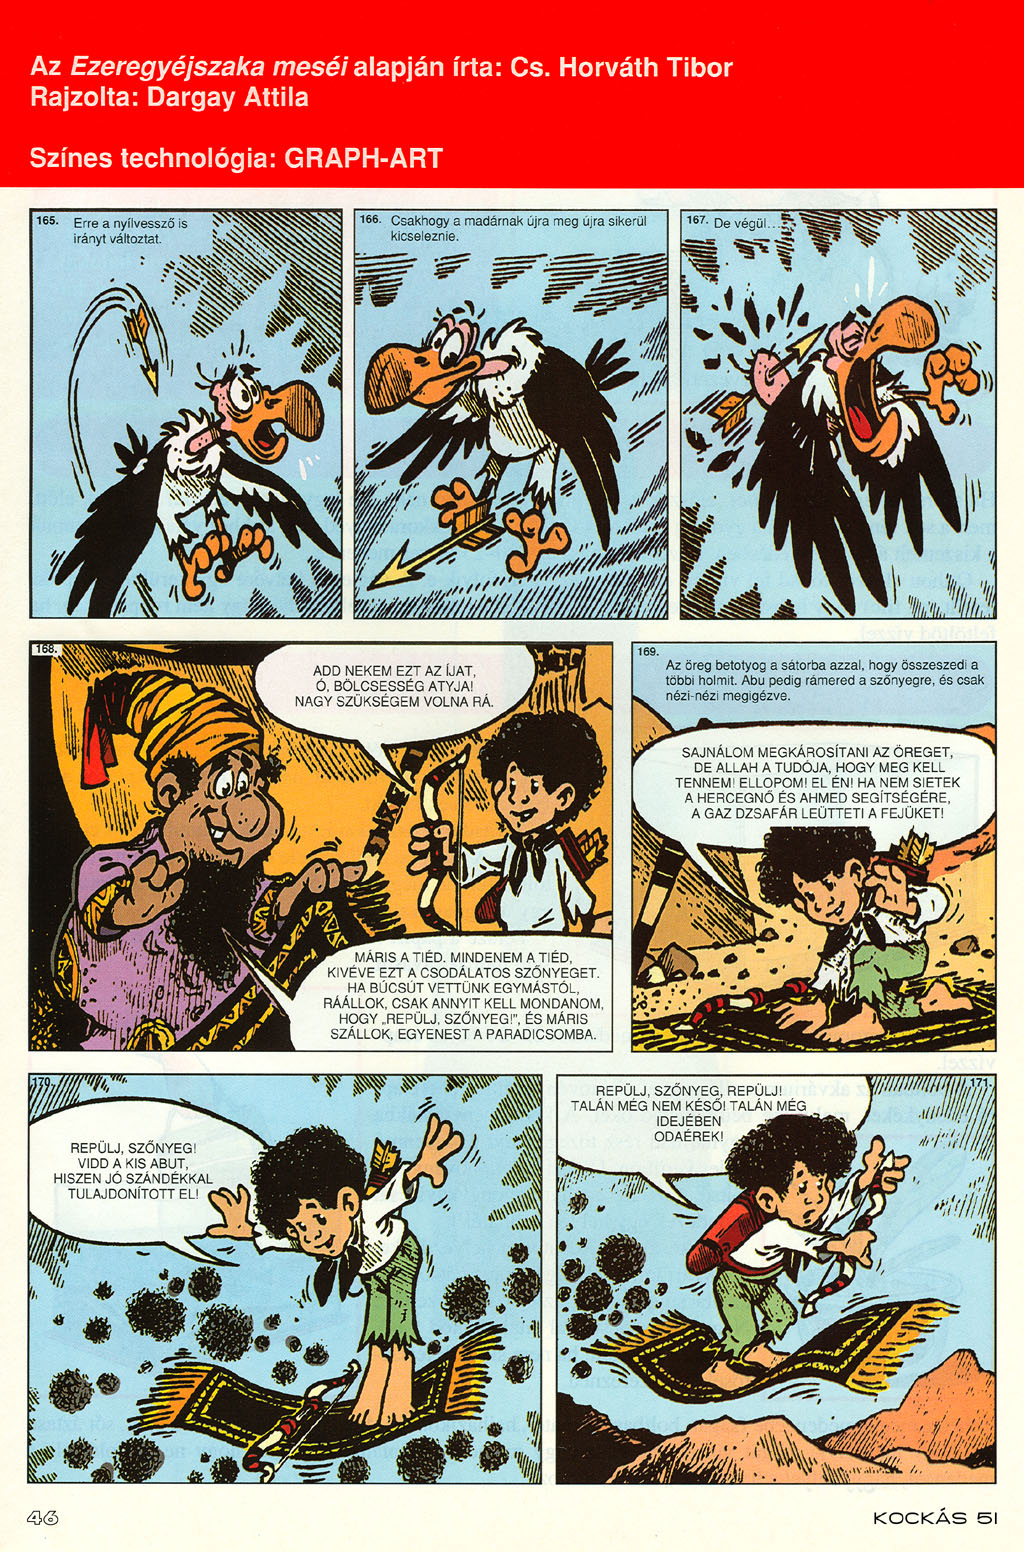 Az Ezeregyéjszaka meséi alapján írta: Cs. Horváth Tibor
Rajzolta: Dargay Attila
Színes technológia: GRAPH-ART
165.
Erre a nyílvessző is
irányt változtat.
166.
Csakhogy a madárnak újra meg újra sikerül
kicseleznie.
167.
De végül...
168.
ADD NEKEM EZT AZ ÍJAT,
Ó, BÖLCSESSÉG ATYJA!
NAGY SZÜKSÉGEM VOLNA RÁ.
MÁRIS A TIÉD. MINDENEM A TIÉD,
KIVÉVE EZT A CSODÁLATOS SZŐNYEGET.
HA BÚCSÚT VETTÜNK EGYMÁSTÓL,
RÁÁLLOK, CSAK ANNYIT KELL MONDANOM,
HOGY „REPÜLJ, SZŐNYEG!", ÉS MÁRIS
SZÁLLOK, EGYENEST A PARADICSOMBA.
169.
Az öreg betotyog a sátorba azzal, hogy összeszedi a
többi holmit. Abu pedig rámered a szőnyegre, és csak
nézi-nézi megigézve.
SAJNÁLOM MEGKÁROSÍTANI AZ ÖREGET,
DE ALLAH A TUDÓJA, HOGY MEG KELL
TENNEM! ELLOPOM! EL ÉN! HA NEM SIETEK
A HERCEGNŐ ÉS AHMED SEGÍTSÉGÉRE,
A GAZ DZSAFÁR LEÜTTETI A FEJÜKET!
170.
REPÜLJ, SZŐNYEG!
VIDD A KIS ABUT,
HISZEN JÓ SZÁNDÉKKAL
TULAJDONÍTOTT EL!
171.
REPÜLJ, SZŐNYEG, REPÜLJ!
TALÁN MÉG NEM KÉSŐ! TALÁN MÉG
IDEJÉBEN
ODAÉREK!
46
KOCKÁS 51